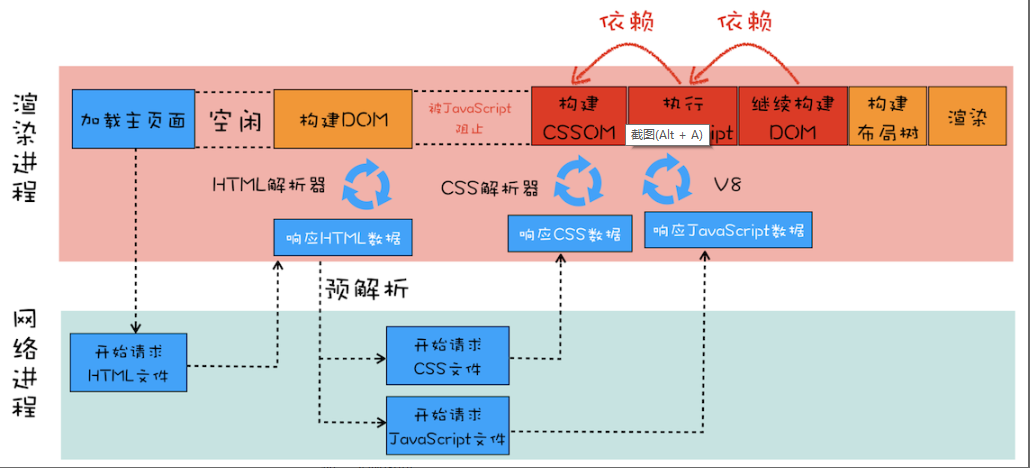 依赖
依赖
渲染进程
加载主页面
空闲
构建DOM
被JavaScript
阻止
构建
CSSOM
执行
ript
截图(Alt + A)
继续构建
DOM
构建
布局树
渲染
HTML解析器
CSS解析器
V8
响应HTML数据
响应CSS数据
响应JavaScript数据
预解析
网络进程
开始请求
HTML文件
开始请求
CSS文件
开始请求
JavaScript文件